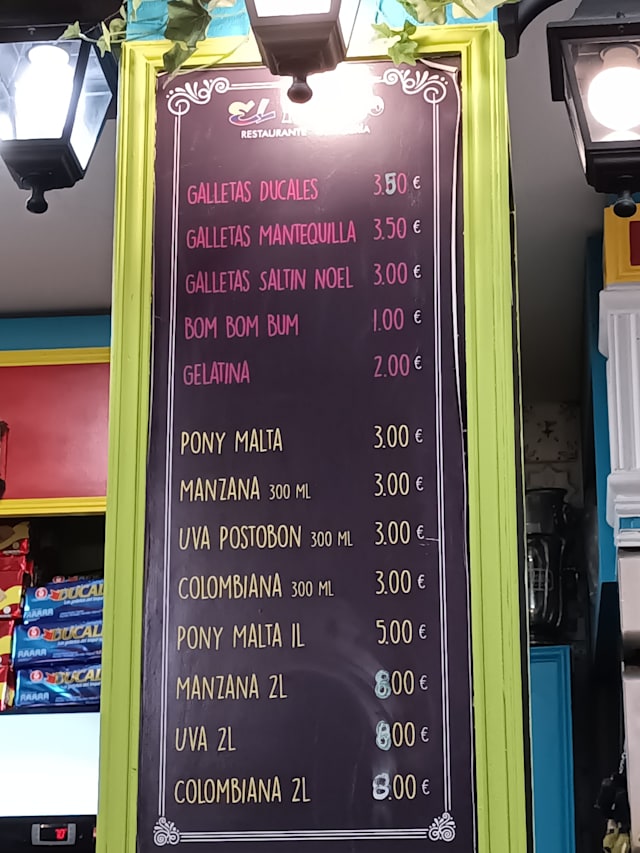 El
RESTAURANTE
GALLETAS DUCALES 3.50 €
GALLETAS MANTEQUILLA 3.50 €
GALLETAS SALTIN NOEL 3.00 €
BOM BOM BUM 1.00 €
GELATINA 2.00 €
PONY MALTA 3.00 €
MANZANA 300 ML 3.00 €
UVA POSTOBON 300 ML 3.00 €
COLOMBIANA 300 ML 3.00 €
PONY MALTA 1L 5.00 €
MANZANA 2L 8.00 €
UVA 2L 8.00 €
COLOMBIANA 2L 8.00 €